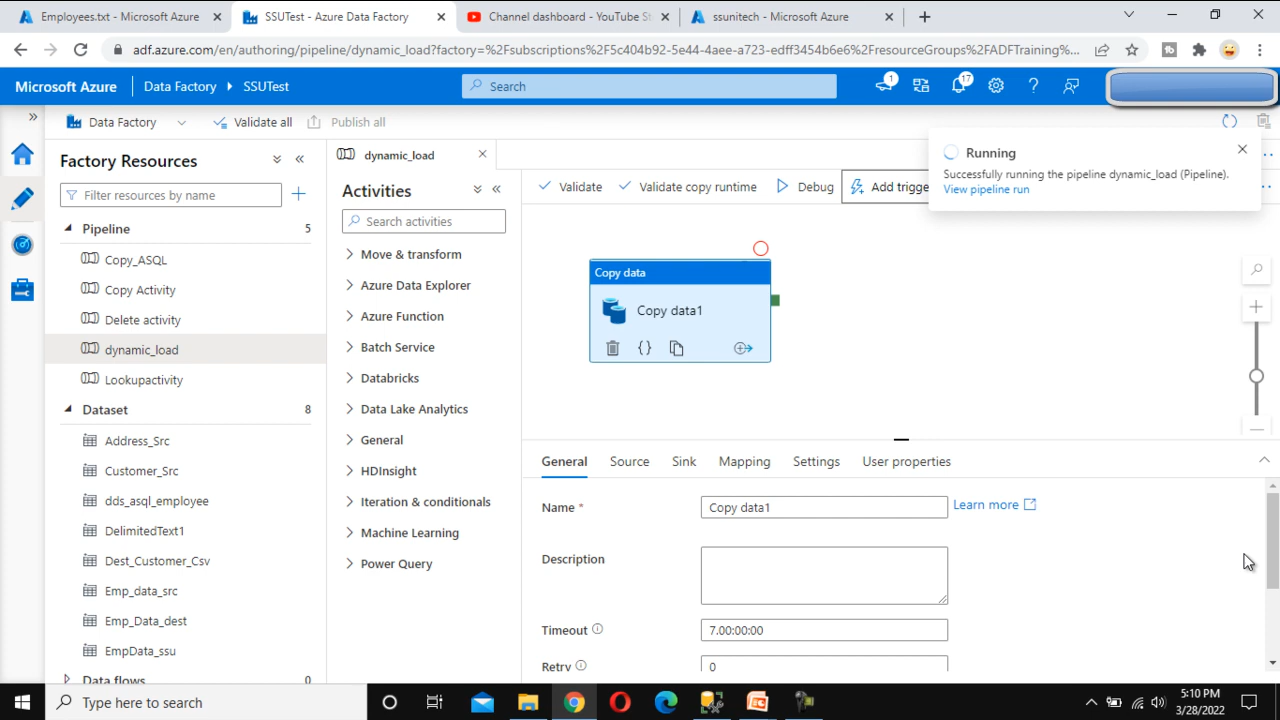 Employees.txt - Microsoft Azure
SSUTest - Azure Data Factory
Channel dashboard - YouTube St
ssunitech - Microsoft Azure
adf.azure.com/en/authoring/pipeline/dynamic_load?factory=%2Fsubscriptions%2F5c404b92-5e44-4aee-a723-edff3454b6e6%2FresourceGroups%2FADFTraining%...
Microsoft Azure
Data Factory
SSUTest
Search
1
17
Data Factory
Validate all
Publish all
Factory Resources
Filter resources by name
Pipeline
5
Copy_ASQL
Copy Activity
Delete activity
dynamic_load
Lookupactivity
Dataset
8
Address_Src
Customer_Src
dds_asql_employee
DelimitedText1
Dest_Customer_Csv
Emp_data_src
Emp_Data_dest
EmpData_ssu
Data flows
0
dynamic_load
Activities
Search activities
Move & transform
Azure Data Explorer
Azure Function
Batch Service
Databricks
Data Lake Analytics
General
HDInsight
Iteration & conditionals
Machine Learning
Power Query
Validate
Validate copy runtime
Debug
Add trigge
Running
Successfully running the pipeline dynamic_load (Pipeline).
View pipeline run
Copy data
Copy data1
General
Source
Sink
Mapping
Settings
User properties
Name *
Copy data1
Learn more
Description
Timeout
7.00:00:00
Retry
0
Type here to search
5:10 PM
3/28/2022